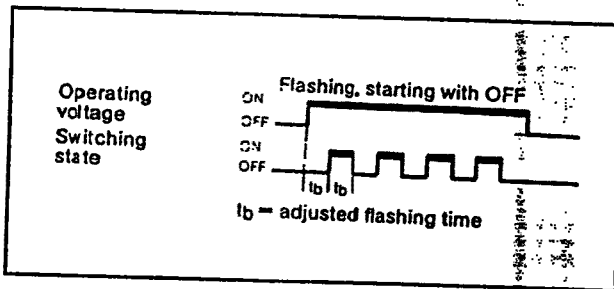 Flashing, starting with OFF
Operating voltage
ON
OFF
Switching state
ON
OFF
tb tb
tb = adjusted flashing time